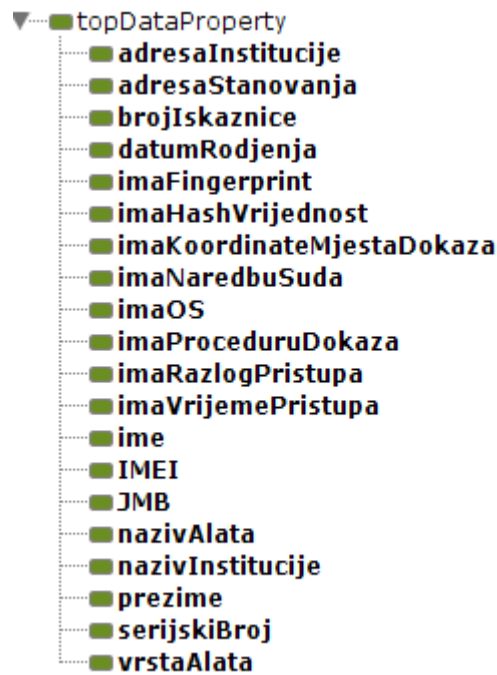 topDataProperty
adresaInstitucije
adresaStanovanja
brojIskaznice
datumRodjenja
imaFingerprint
imaHashVrijednost
imaKoordinateMjestaDokaza
imaNaredbuSuda
imaOS
imaProceduruDokaza
imaRazlogPristupa
imaVrijemePristupa
ime
IMEI
JMB
nazivAlata
nazivInstitucije
prezime
serijskiBroj
vrstaAlata